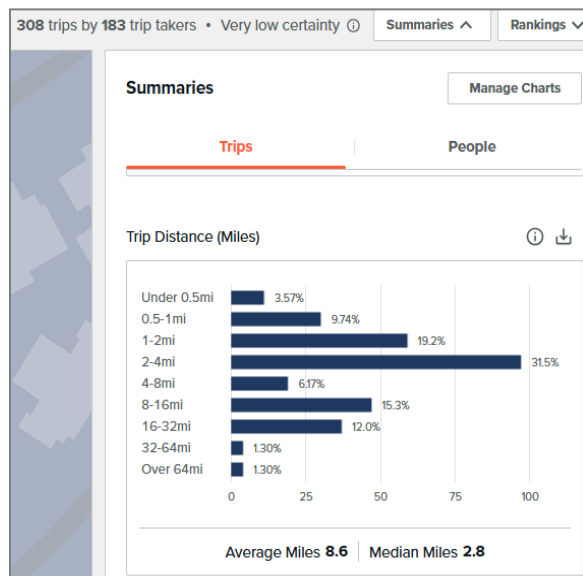 308 trips by 183 trip takers • Very low certainty Summaries Rankings
Summaries Manage Charts
Trips People
Trip Distance (Miles)
Under 0.5mi 3.57%
0.5-1mi 9.74%
1-2mi 19.2%
2-4mi 31.5%
4-8mi 6.17%
8-16mi 15.3%
16-32mi 12.0%
32-64mi 1.30%
Over 64mi 1.30%
0 25 50 75 100
Average Miles 8.6 Median Miles 2.8